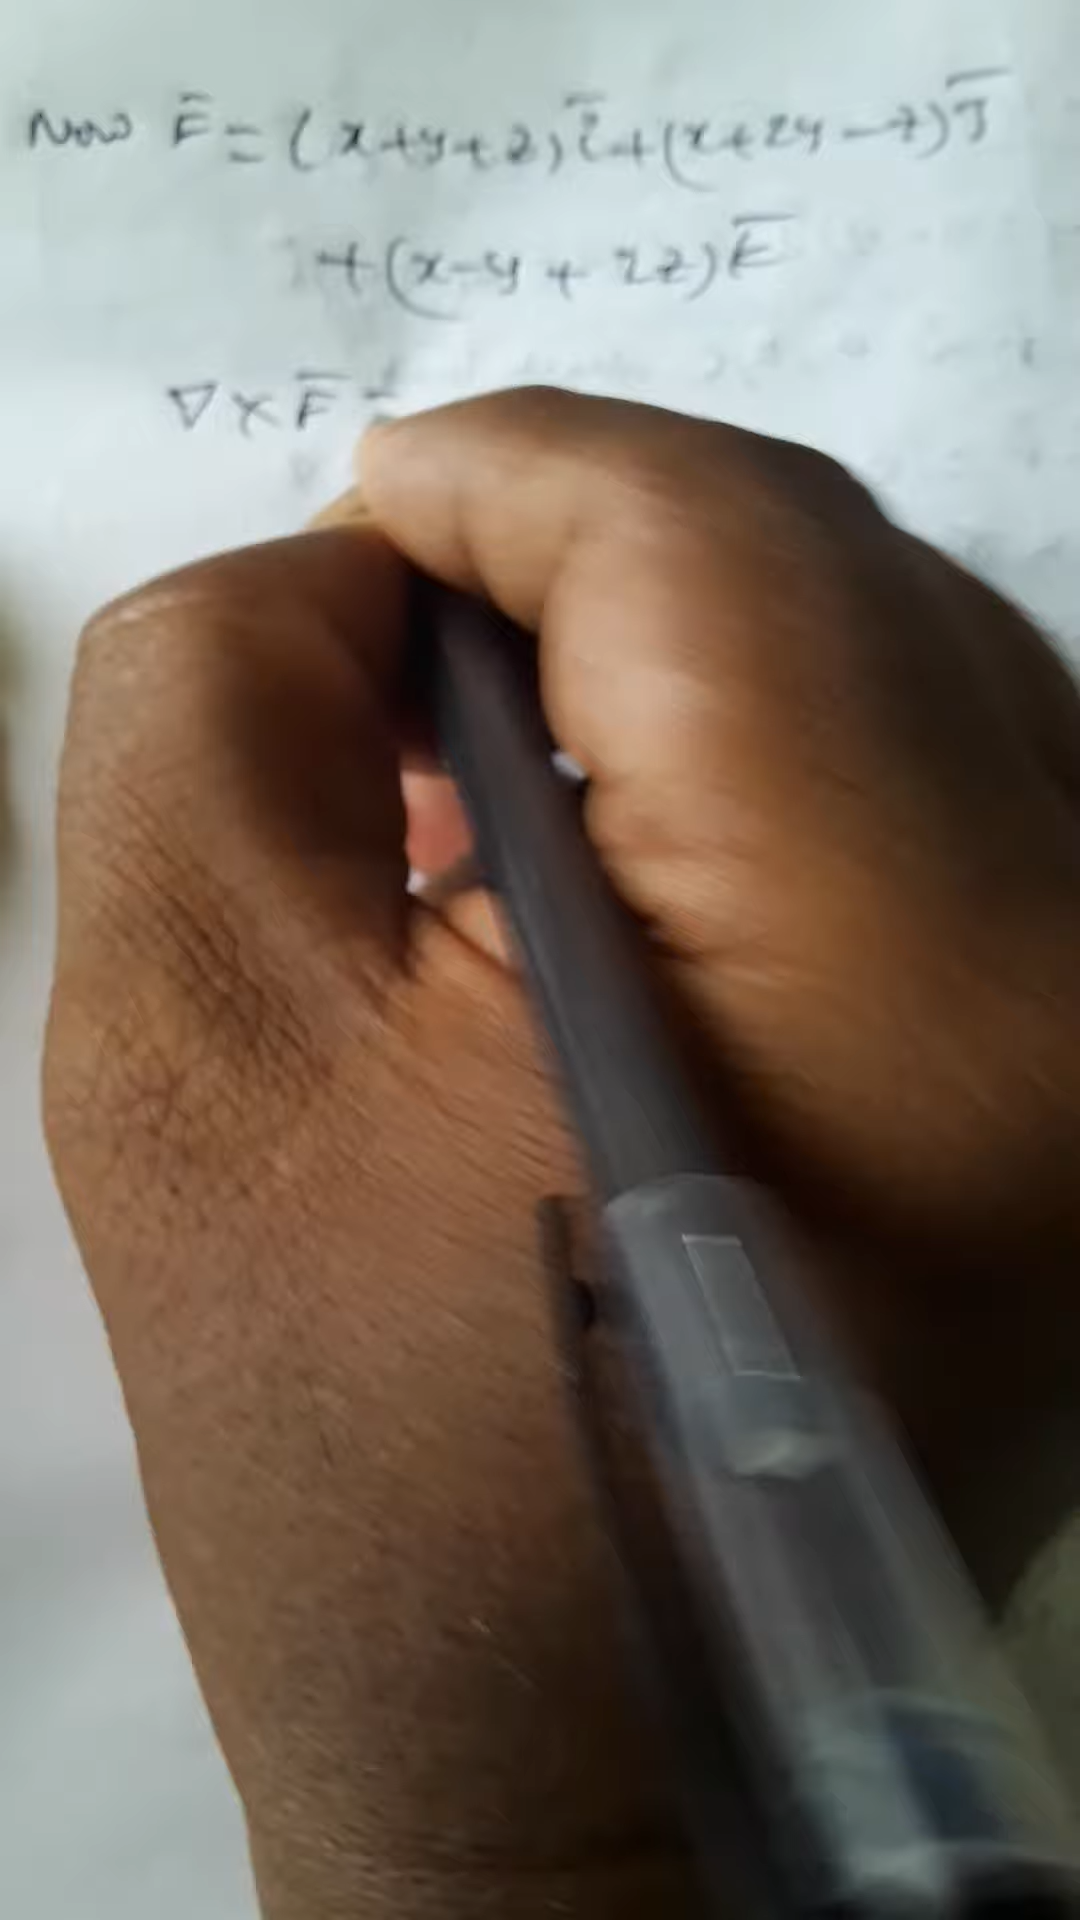 Now F̄ = (x+y+z) ī + (x+2y-z) J̄
+ (x-y+2z) k̄
∇×F̄ =